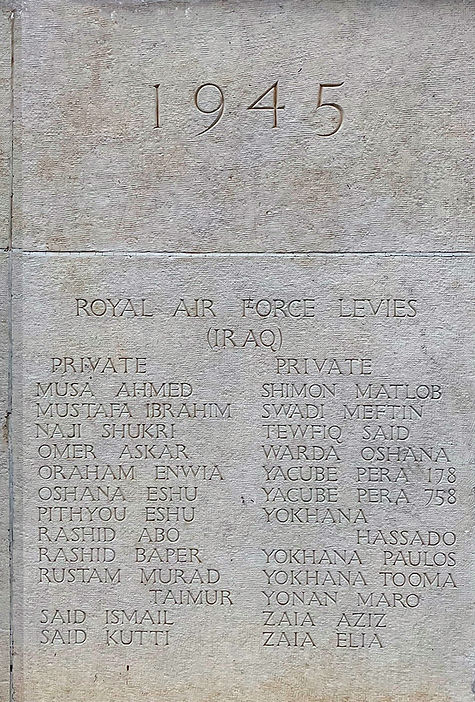 1945
ROYAL AIR FORCE LEVIES
(IRAQ)
PRIVATE
MUSA AHMED
MUSTAFA IBRAHIM
NAJI SHUKRI
OMER ASKAR
ORAHAM ENWIA
OSHANA ESHU
PITHYOU ESHU
RASHID ABO
RASHID BAPER
RUSTAM MURAD
TAIMUR
SAID ISMAIL
SAID KUTTI
PRIVATE
SHIMON MATLOB
SWADI MEFTIN
TEWFIQ SAID
WARDA OSHANA
YACUBE PERA 178
YACUBE PERA 758
YOKHANA
HASSADO
YOKHANA PAULOS
YOKHANA TOOMA
YONAN MARO
ZAIA AZIZ
ZAIA ELIA